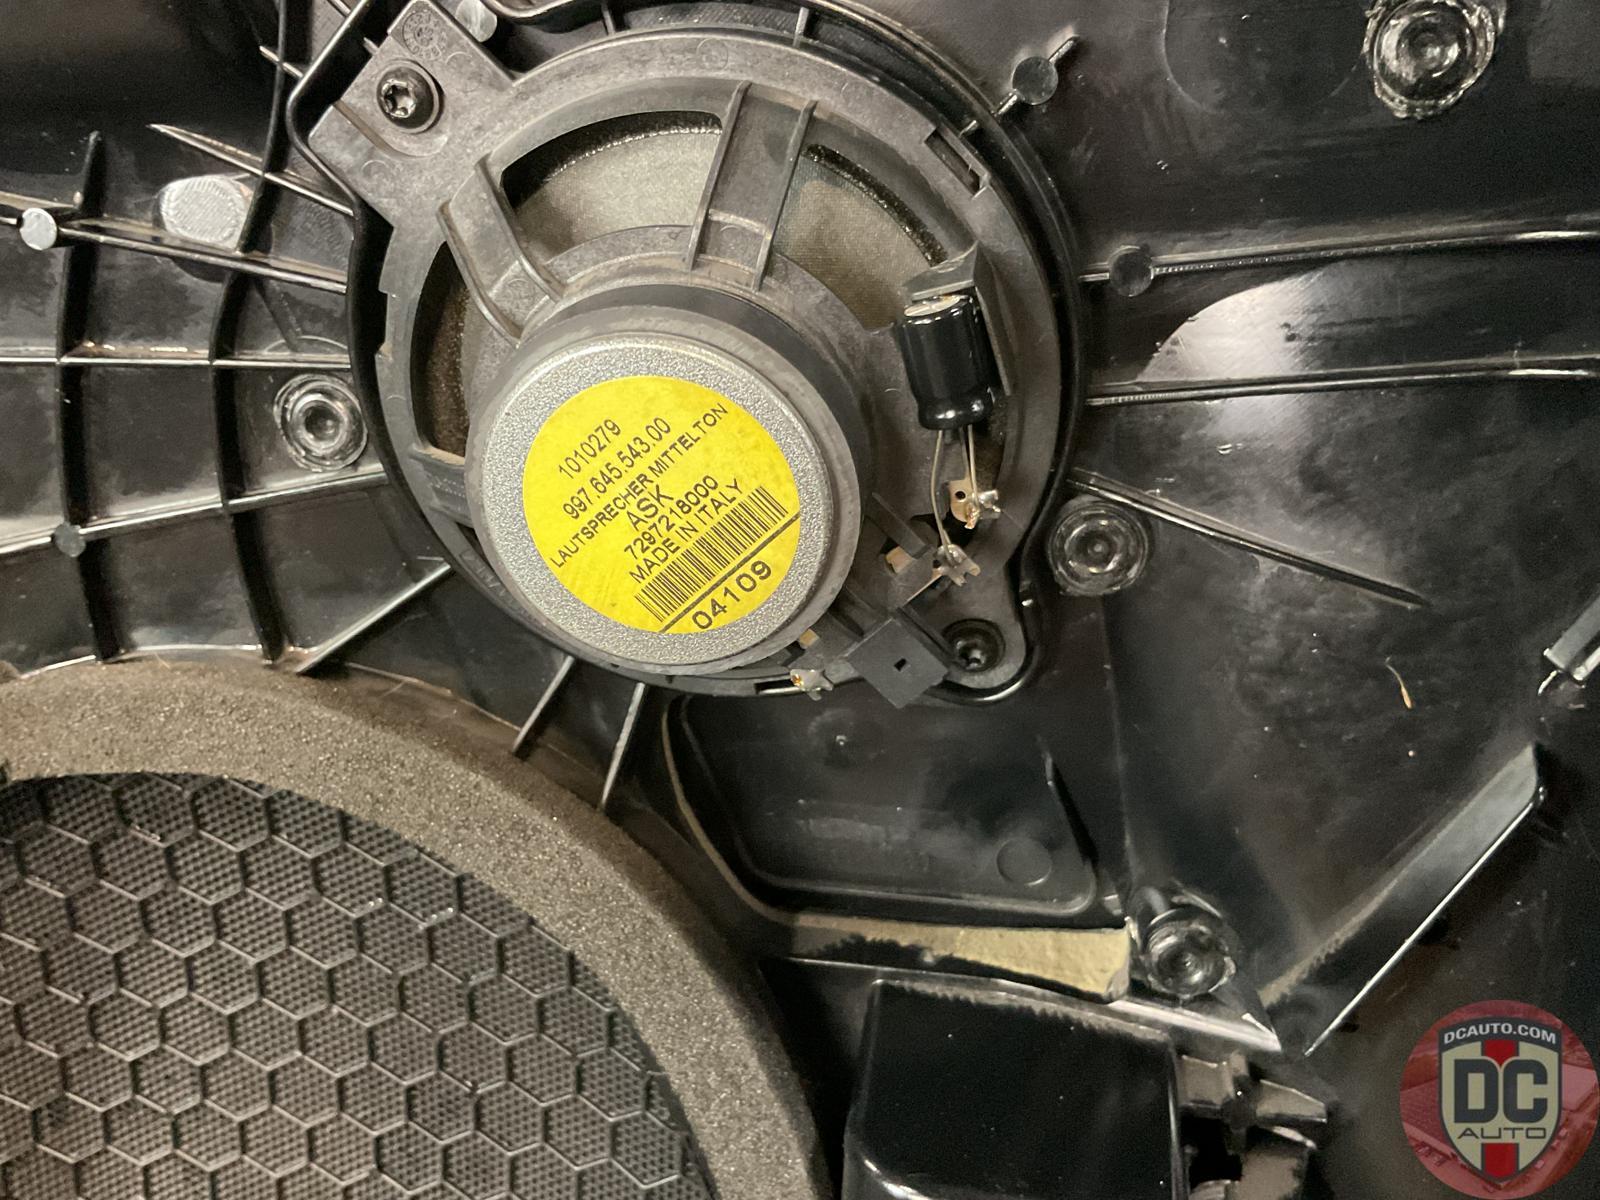 1010279
997.645.543.00
LAUTSPRECHER MITTELTON
ASK
7297218000
MADE IN ITALY
04109
DCAUTO.COM
DC
AUTO